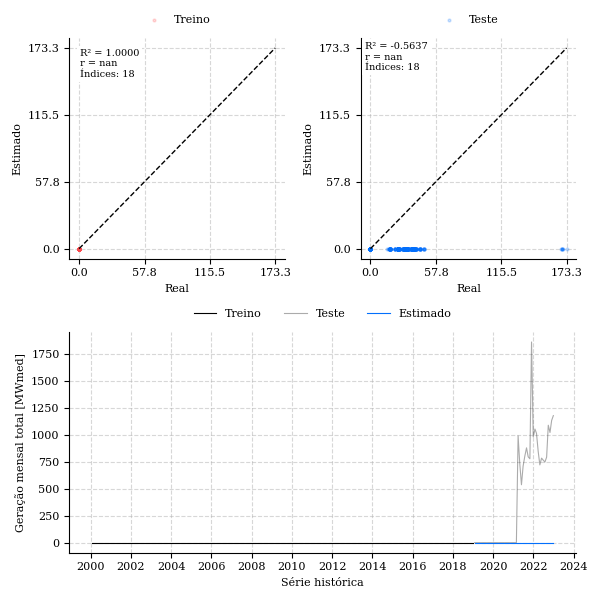 Treino
173.3
115.5
57.8
0.0
R² = 1.0000
r = nan
Índices: 18
Estimado
0.0 57.8 115.5 173.3
Real
Teste
173.3
115.5
57.8
0.0
R² = -0.5637
r = nan
Índices: 18
Estimado
0.0 57.8 115.5 173.3
Real
Treino Teste Estimado
1750
1500
1250
1000
750
500
250
0
Geração mensal total [MWmed]
2000 2002 2004 2006 2008 2010 2012 2014 2016 2018 2020 2022 2024
Série histórica